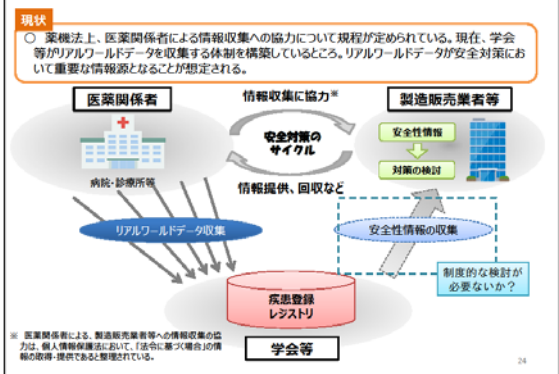 現状
○ 薬機法上、医薬関係者による情報収集への協力について規程が定められている。現在、学会
等がリアルワールドデータを収集する体制を構築しているところ。リアルワールドデータが安全対策にお
いて重要な情報源となることが想定される。
医薬関係者
情報収集に協力※
製造販売業者等
安全対策の
サイクル
安全性情報
対策の検討
病院・診療所等
情報提供、回収など
リアルワールドデータ収集
安全性情報の収集
制度的な検討が
必要ないか？
疾患登録
レジストリ
※ 医薬関係者による、製造販売業者等への情報収集の協
力は、個人情報保護法において、「法令に基づく場合」の情
報の取得・提供であると整理されている。
学会等
24